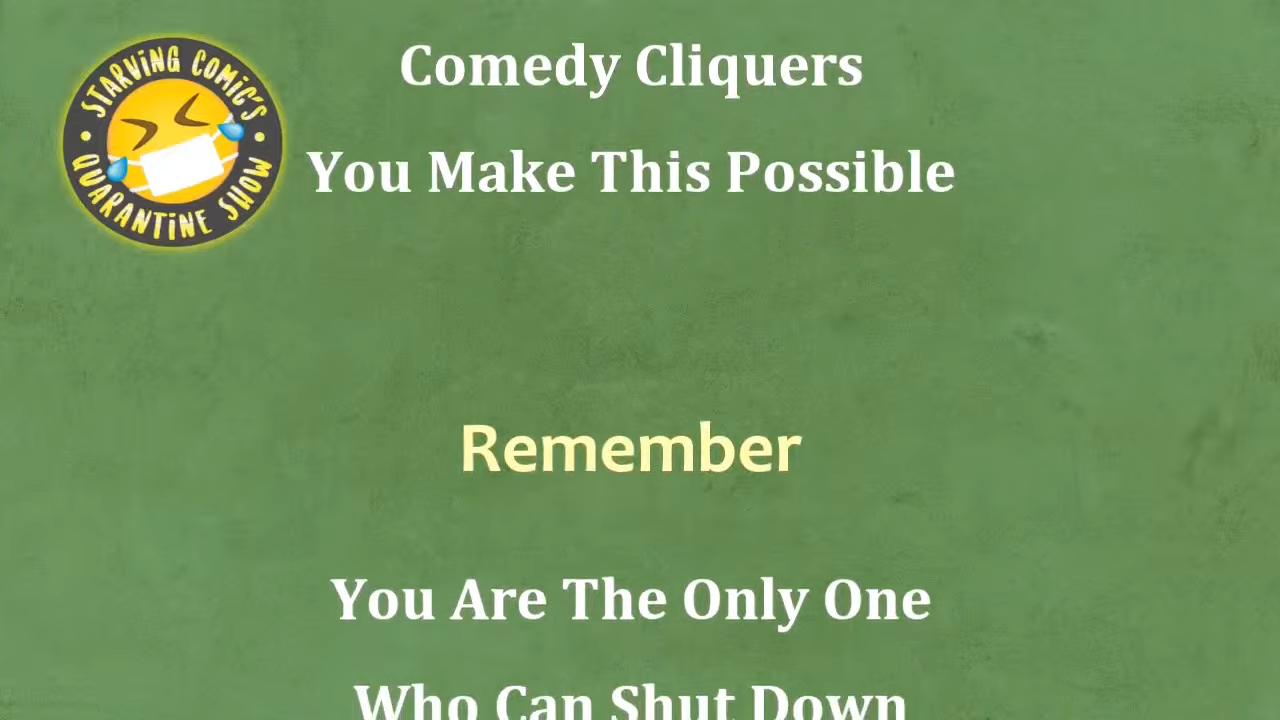 STARVING COMIC'S
QUARANTINE SHOW
Comedy Cliquers
You Make This Possible
Remember
You Are The Only One
Who Can Shut Down